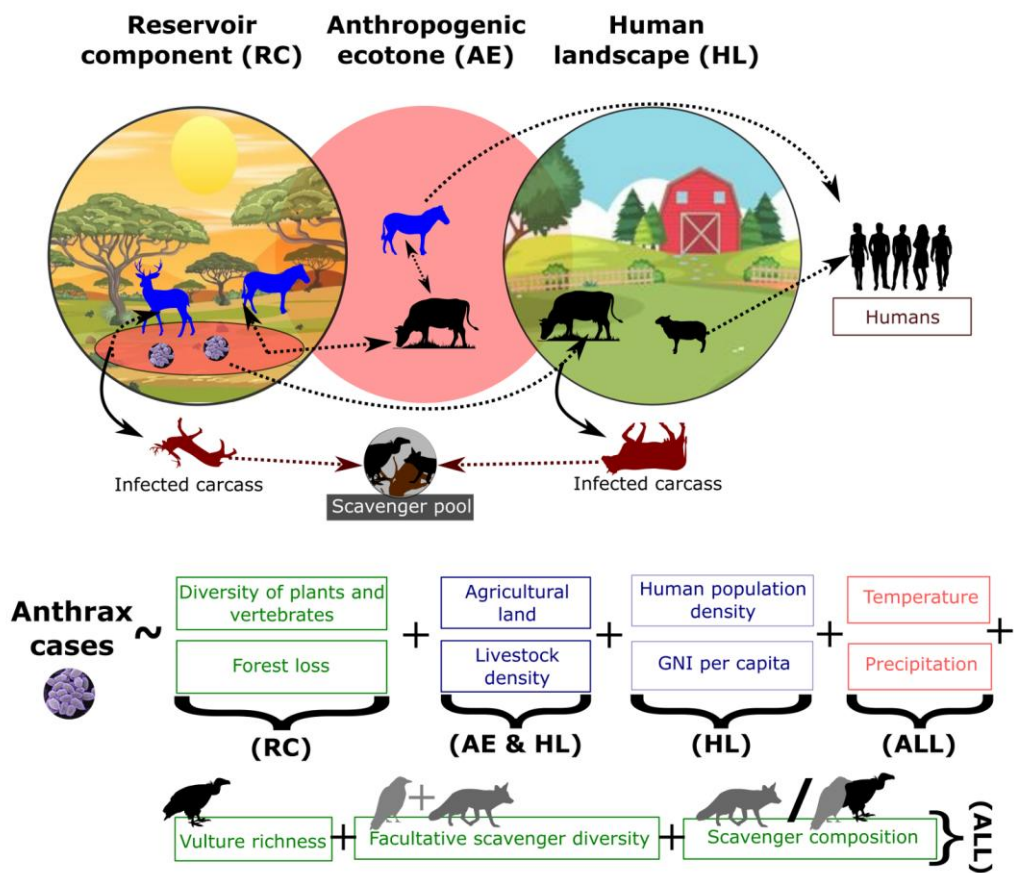 Reservoir
component (RC)
Anthropogenic
ecotone (AE)
Human
landscape (HL)
Humans
Infected carcass
Scavenger pool
Infected carcass
Anthrax
cases
~
Diversity of plants and
vertebrates
Forest loss
(RC)
+
Agricultural
land
Livestock
density
(AE & HL)
+
Human population
density
GNI per capita
(HL)
+
Temperature
Precipitation
(ALL)
+
Vulture richness
+
+
Facultative scavenger diversity
+
/
Scavenger composition
(ALL)